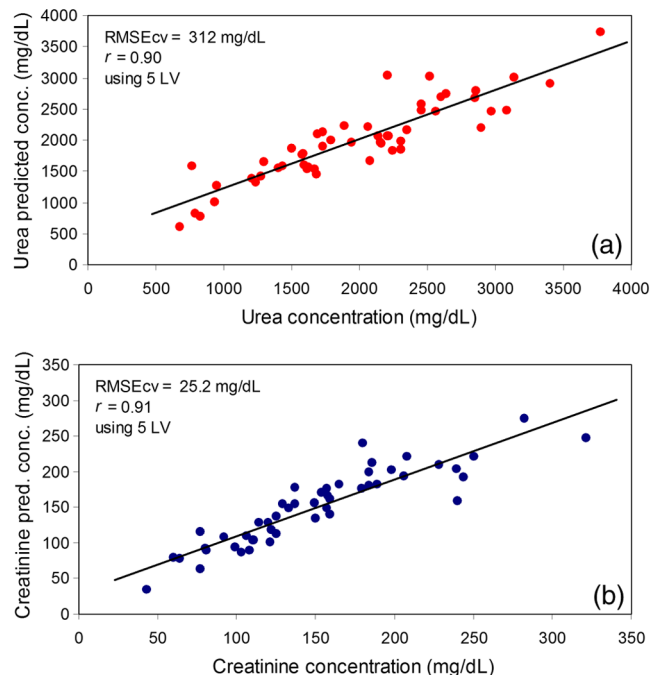 4000
3500
3000
2500
2000
1500
1000
500
0
Urea predicted conc. (mg/dL)
RMSEcv = 312 mg/dL
r = 0.90
using 5 LV
(a)
0 500 1000 1500 2000 2500 3000 3500 4000
Urea concentration (mg/dL)
350
300
250
200
150
100
50
0
Creatinine pred. conc. (mg/dL)
RMSEcv = 25.2 mg/dL
r = 0.91
using 5 LV
(b)
0 50 100 150 200 250 300 350
Creatinine concentration (mg/dL)